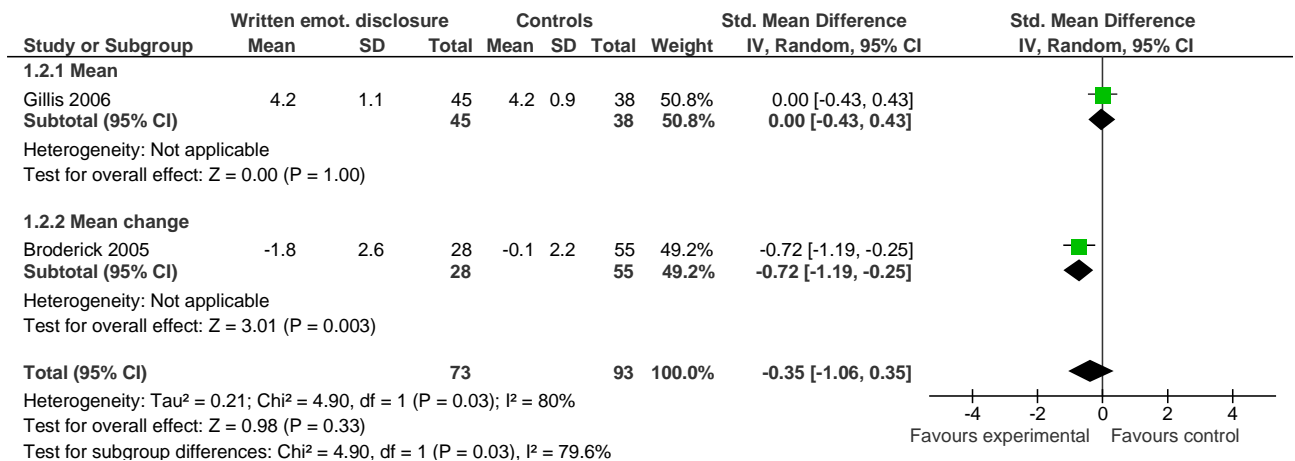 Written emot. disclosure Controls Std. Mean Difference Std. Mean Difference
Study or Subgroup Mean SD Total Mean SD Total Weight IV, Random, 95% CI IV, Random, 95% CI
1.2.1 Mean
Gillis 2006 4.2 1.1 45 4.2 0.9 38 50.8% 0.00 [-0.43, 0.43]
Subtotal (95% CI) 45 38 50.8% 0.00 [-0.43, 0.43]
Heterogeneity: Not applicable
Test for overall effect: Z = 0.00 (P = 1.00)
1.2.2 Mean change
Broderick 2005 -1.8 2.6 28 -0.1 2.2 55 49.2% -0.72 [-1.19, -0.25]
Subtotal (95% CI) 28 55 49.2% -0.72 [-1.19, -0.25]
Heterogeneity: Not applicable
Test for overall effect: Z = 3.01 (P = 0.003)
Total (95% CI) 73 93 100.0% -0.35 [-1.06, 0.35]
Heterogeneity: Tau² = 0.21; Chi² = 4.90, df = 1 (P = 0.03); I² = 80%
Test for overall effect: Z = 0.98 (P = 0.33)
Test for subgroup differences: Chi² = 4.90, df = 1 (P = 0.03), I² = 79.6%
-4 -2 0 2 4
Favours experimental Favours control